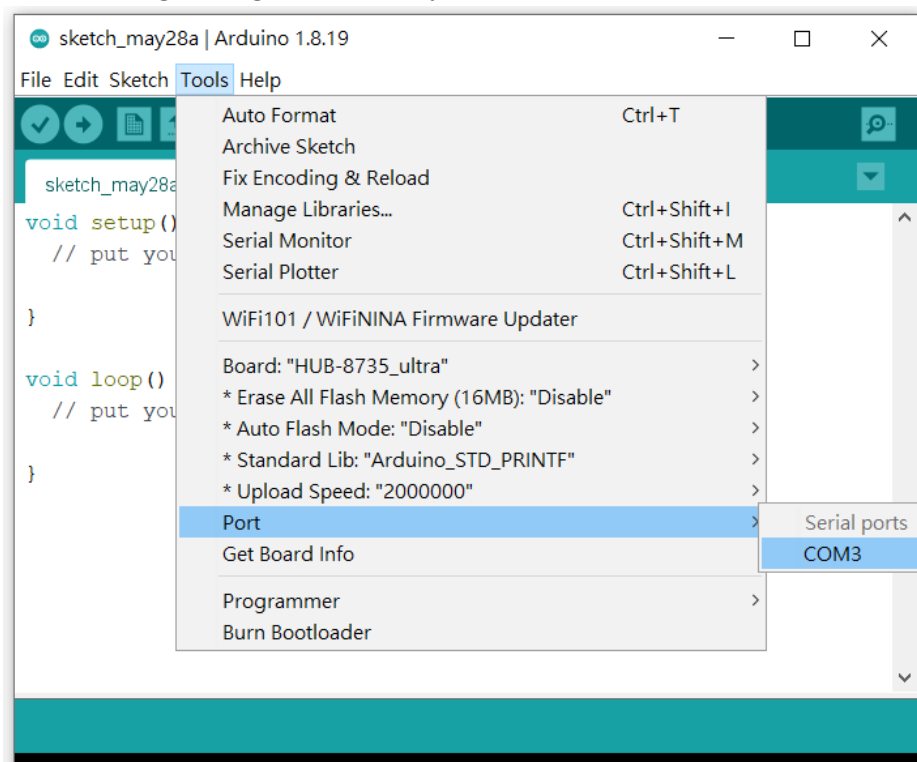 sketch_may28a | Arduino 1.8.19
File Edit Sketch Tools Help
Auto Format Ctrl+T
Archive Sketch
Fix Encoding & Reload
Manage Libraries... Ctrl+Shift+I
Serial Monitor Ctrl+Shift+M
Serial Plotter Ctrl+Shift+L
WiFi101 / WiFiNINA Firmware Updater
Board: "HUB-8735_ultra"
* Erase All Flash Memory (16MB): "Disable"
* Auto Flash Mode: "Disable"
* Standard Lib: "Arduino_STD_PRINTF"
* Upload Speed: "2000000"
Port
Get Board Info
Programmer
Burn Bootloader
Serial ports
COM3
sketch_may28a
void setup()
// put you
}
void loop()
// put you
}